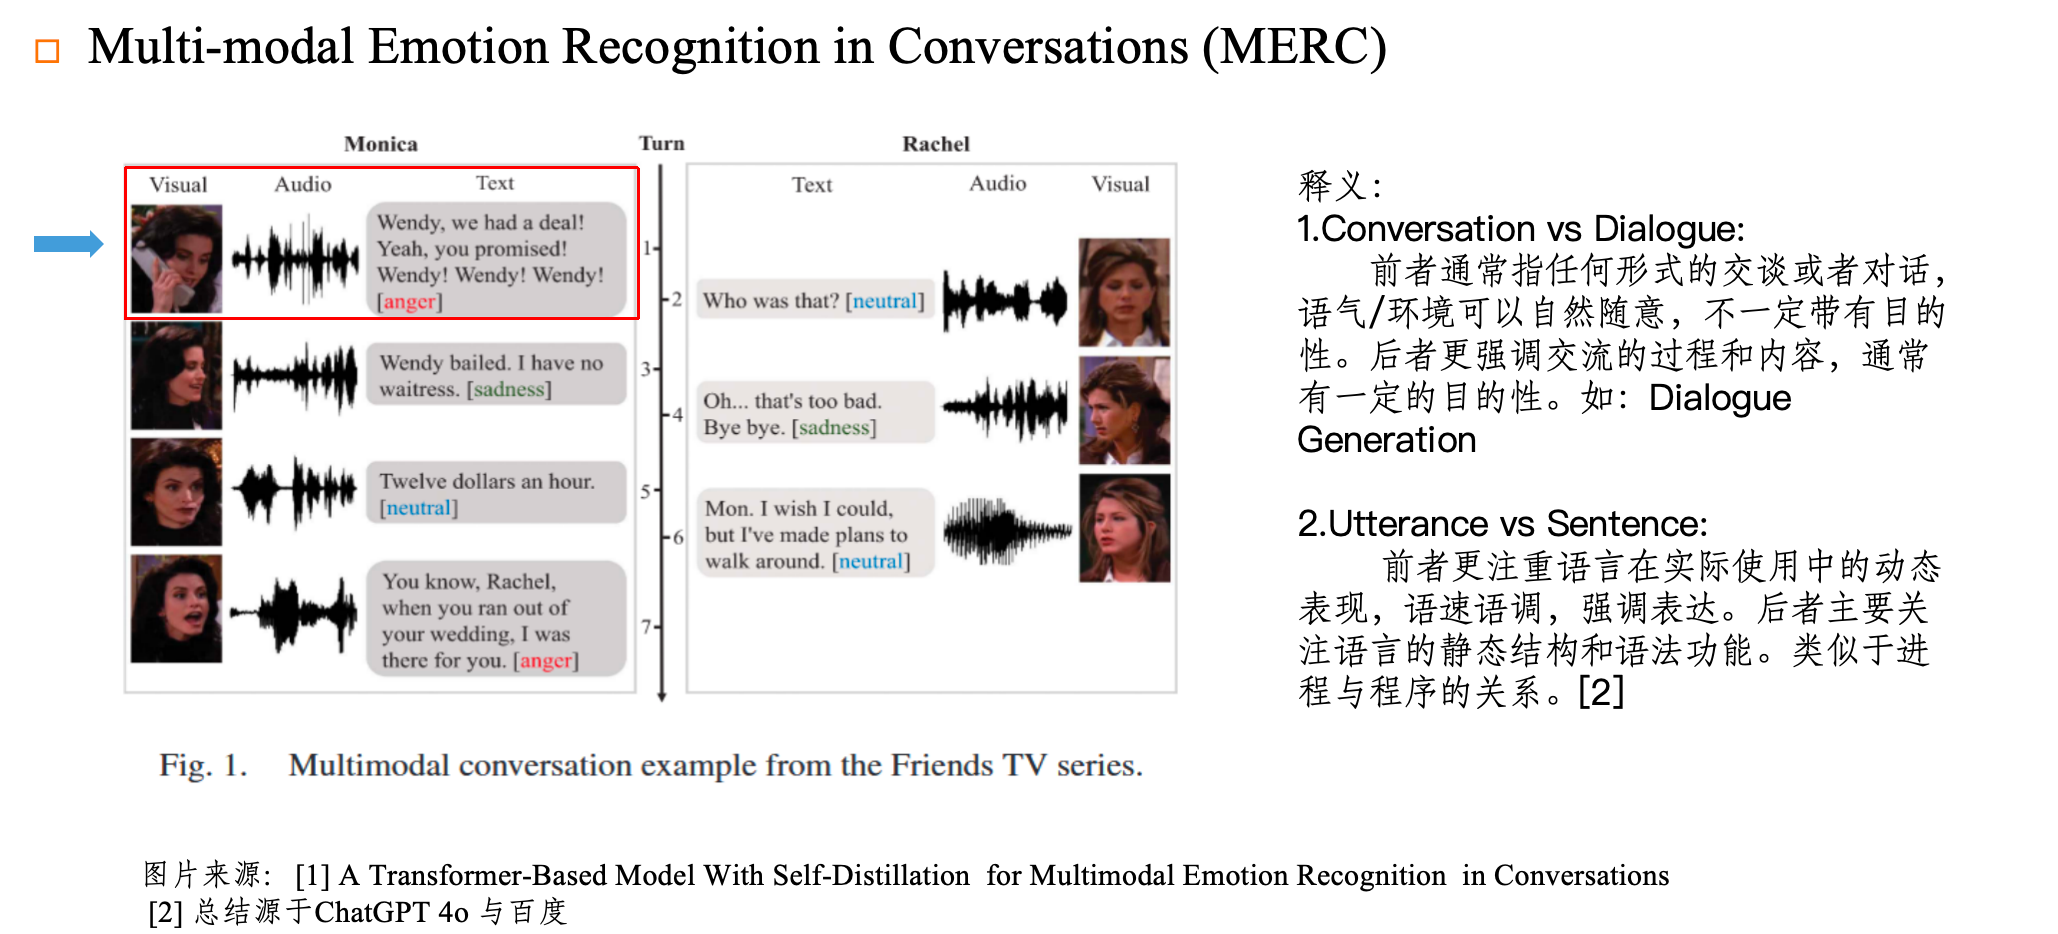 Multi-modal Emotion Recognition in Conversations (MERC)
Monica
Turn
Rachel
Visual
Audio
Text
Wendy, we had a deal!
Yeah, you promised!
Wendy! Wendy! Wendy!
[anger]
Wendy bailed. I have no
waitress. [sadness]
Twelve dollars an hour.
[neutral]
You know, Rachel,
when you ran out of
your wedding, I was
there for you. [anger]
1
2
3
4
5
6
7
Text
Audio
Visual
Who was that? [neutral]
Oh... that's too bad.
Bye bye. [sadness]
Mon. I wish I could,
but I've made plans to
walk around. [neutral]
Fig. 1. Multimodal conversation example from the Friends TV series.
释义：
1.Conversation vs Dialogue:
前者通常指任何形式的交谈或者对话，
语气/环境可以自然随意，不一定带有目的
性。后者更强调交流的过程和内容，通常
有一定的目的性。如：Dialogue
Generation
2.Utterance vs Sentence:
前者更注重语言在实际使用中的动态
表现，语速语调，强调表达。后者主要关
注语言的静态结构和语法功能。类似于进
程与程序的关系。[2]
图片来源: [1] A Transformer-Based Model With Self-Distillation for Multimodal Emotion Recognition in Conversations
[2] 总结源于ChatGPT 4o 与百度